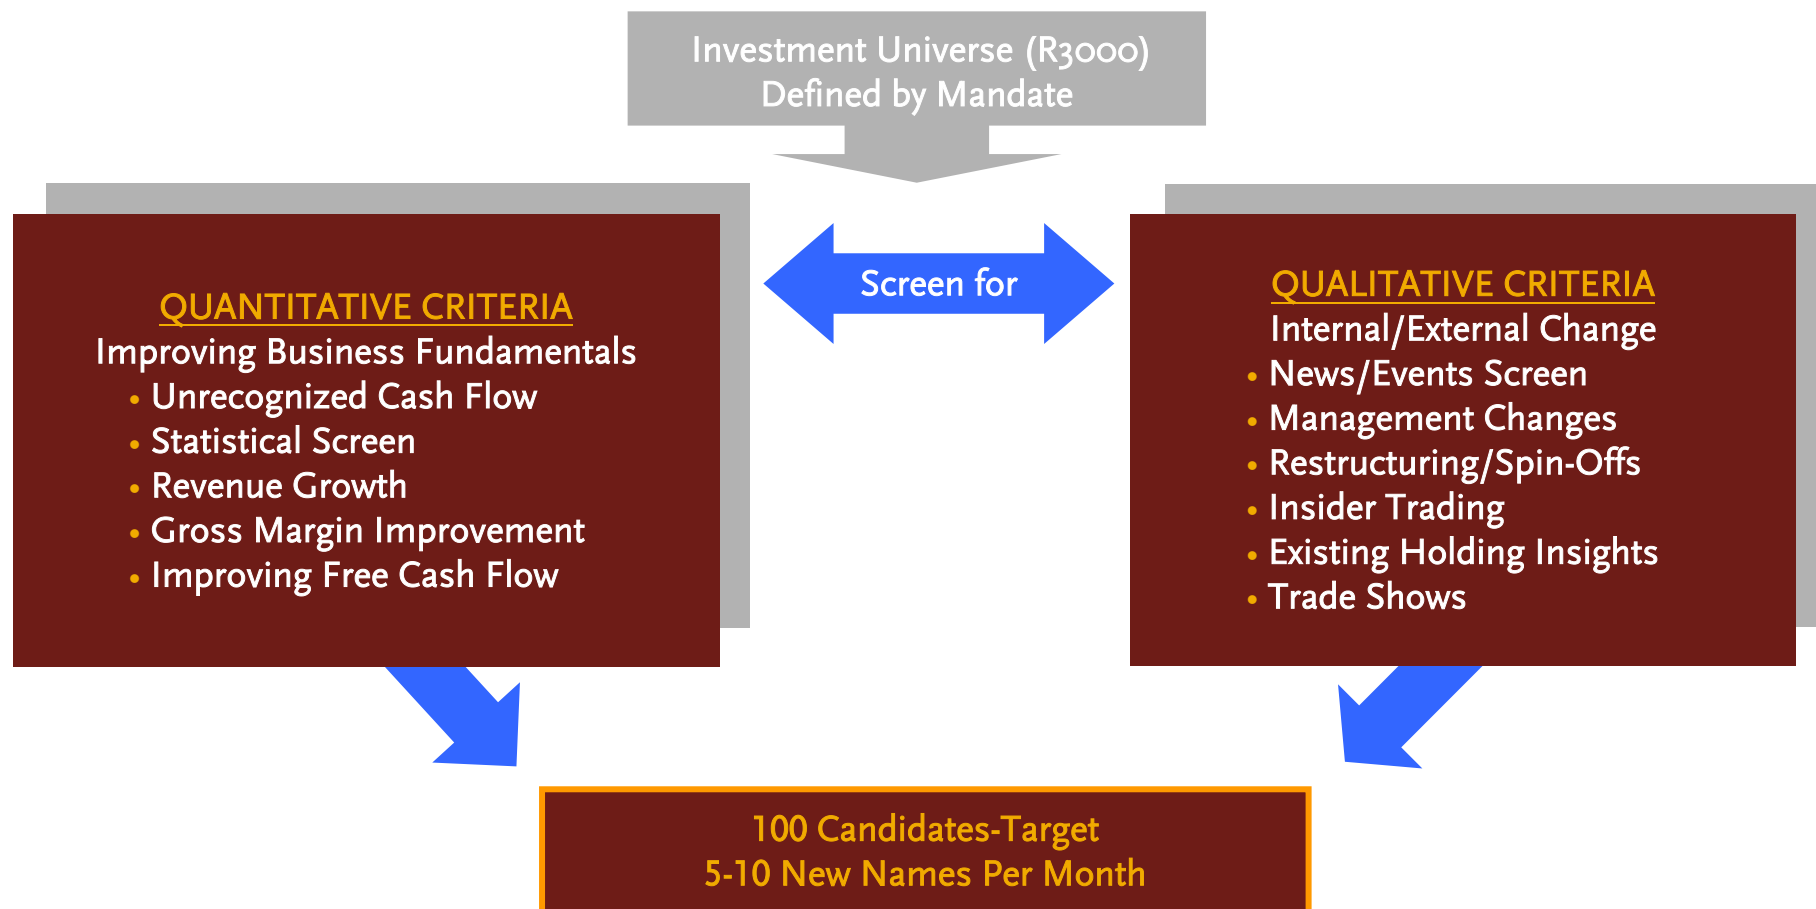 Investment Universe (R3000)
Defined by Mandate
Screen for
QUANTITATIVE CRITERIA
Improving Business Fundamentals
• Unrecognized Cash Flow
• Statistical Screen
• Revenue Growth
• Gross Margin Improvement
• Improving Free Cash Flow
QUALITATIVE CRITERIA
Internal/External Change
• News/Events Screen
• Management Changes
• Restructuring/Spin-Offs
• Insider Trading
• Existing Holding Insights
• Trade Shows
100 Candidates-Target
5-10 New Names Per Month